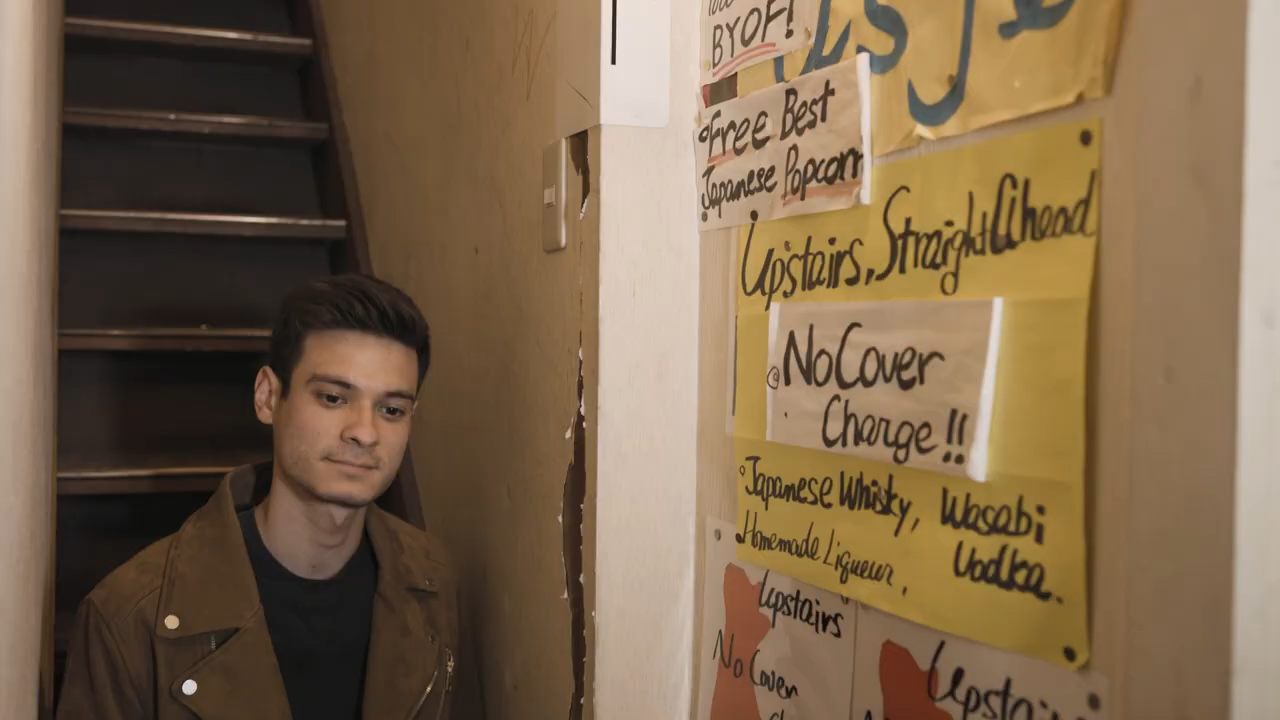 BYOF!
Free Best
Japanese Popcorn
Upstairs, Straight Ahead
No Cover
Charge!!
Japanese Whisky, Wasabi
Vodka.
Homemade Liqueur,
Upstairs
No Cover